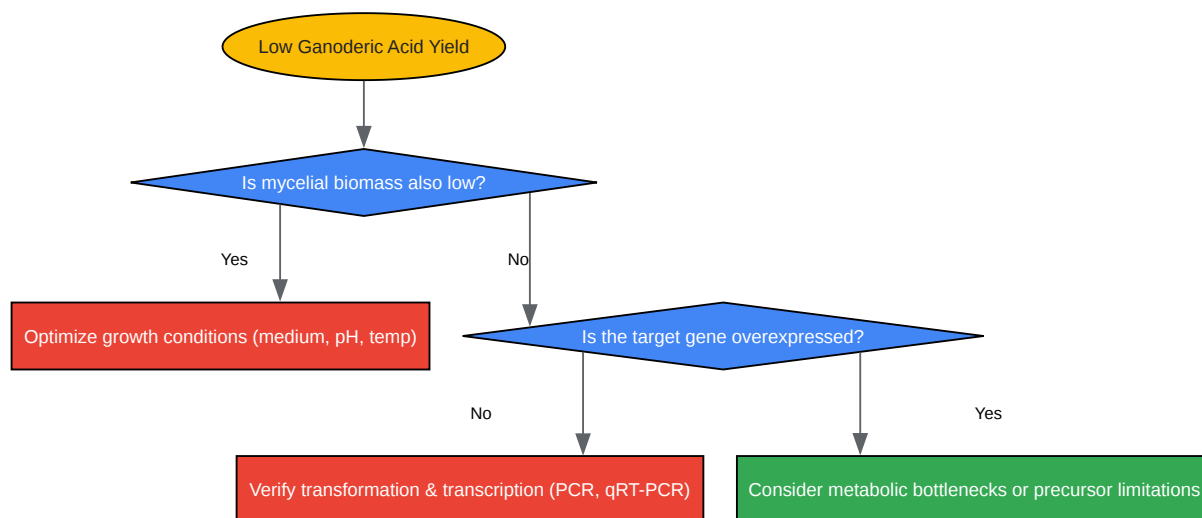 Low Ganoderic Acid Yield
Is mycelial biomass also low?
Yes
No
Optimize growth conditions (medium, pH, temp)
Is the target gene overexpressed?
No
Yes
Verify transformation & transcription (PCR, qRT-PCR)
Consider metabolic bottlenecks or precursor limitations